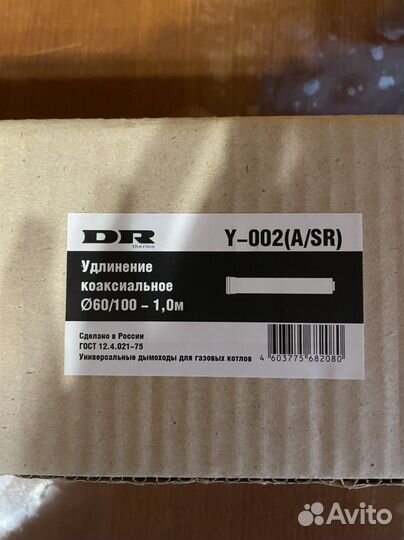 DR
thermo
Y-002(A/SR)
Удлинение
коаксиальное
Ø60/100 - 1,0м
Сделано в России
ГОСТ 12.4.021-75
Универсальные дымоходы для газовых котлов
4 603775 682080
Avito